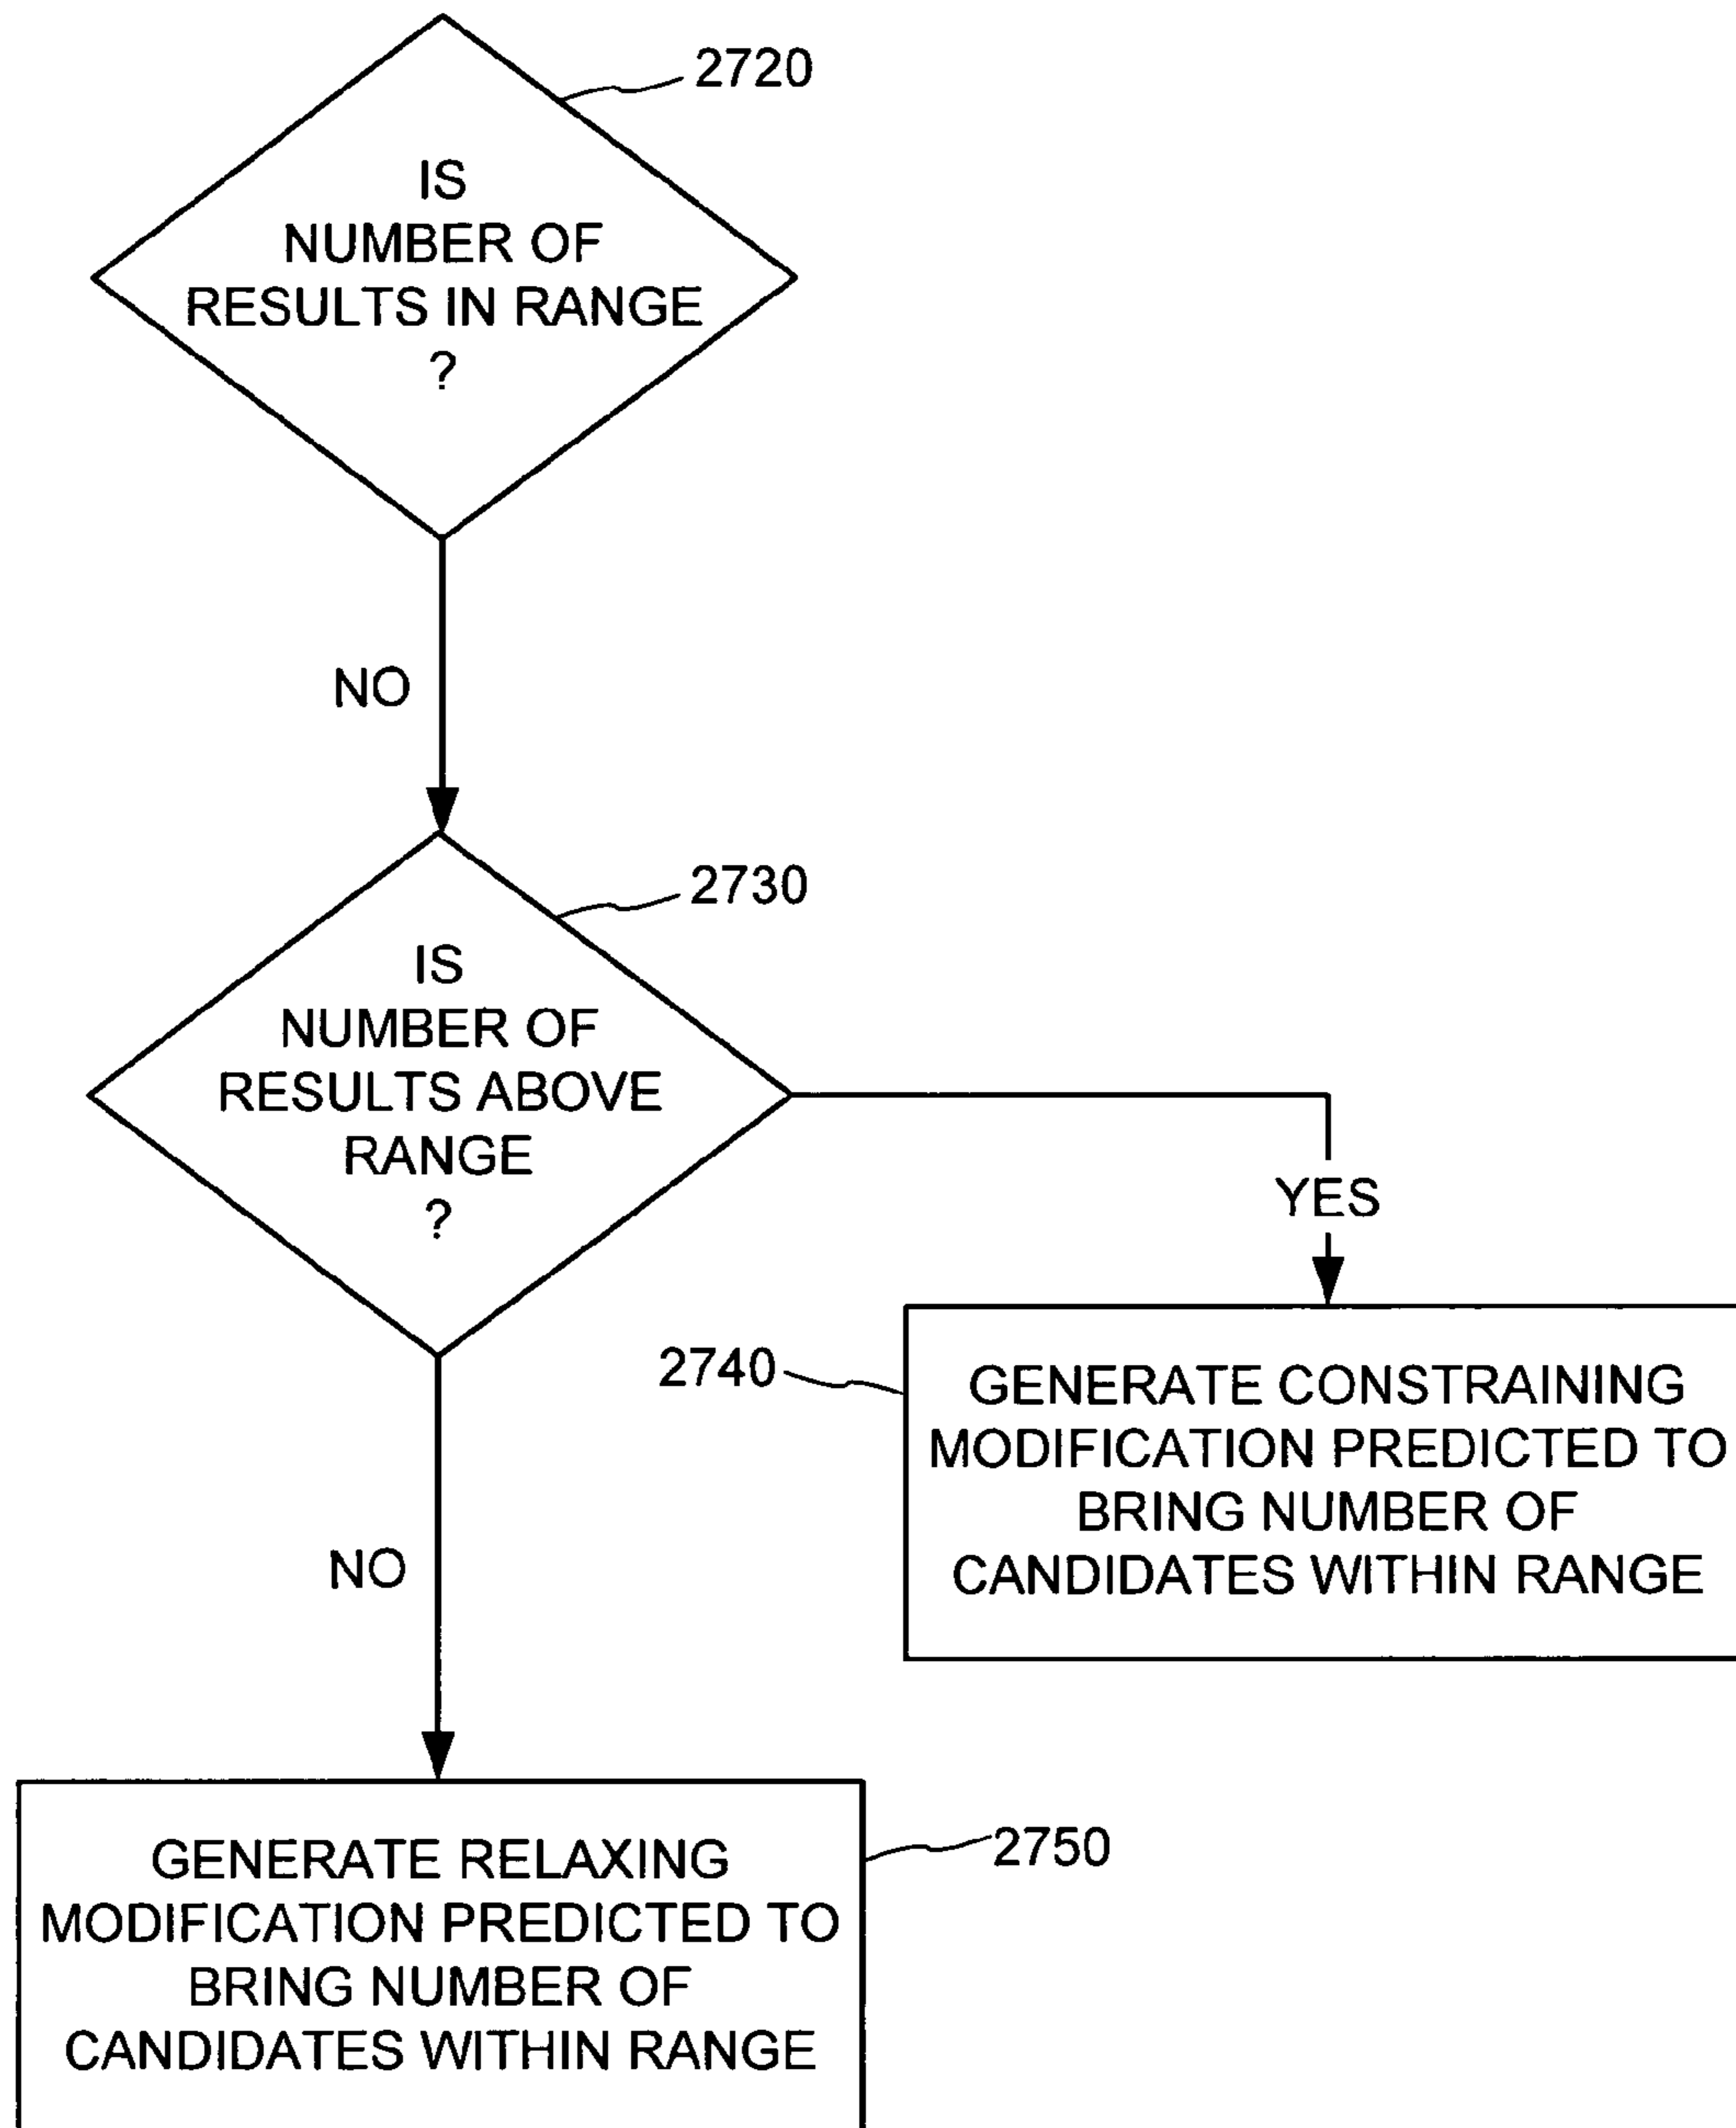 2720
IS
NUMBER OF
RESULTS IN RANGE
?
NO
2730
IS
NUMBER OF
RESULTS ABOVE
RANGE
?
YES
2740
GENERATE CONSTRAINING
MODIFICATION PREDICTED TO
BRING NUMBER OF
CANDIDATES WITHIN RANGE
NO
2750
GENERATE RELAXING
MODIFICATION PREDICTED TO
BRING NUMBER OF
CANDIDATES WITHIN RANGE